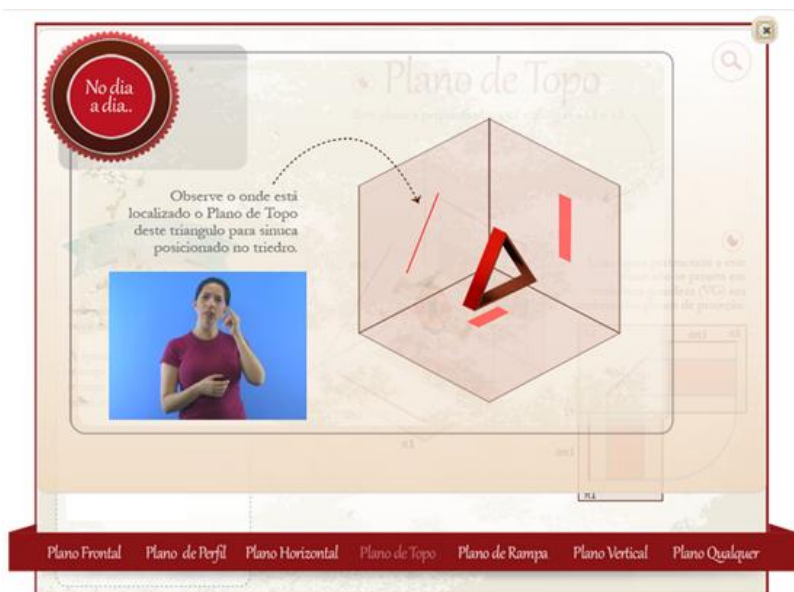 No dia
a dia..
Plano de Topo
Observe o onde está
localizado o Plano de Topo
deste triangulo para sinuca
posicionado no triedro.
Plano Frontal Plano de Perfil Plano Horizontal Plano de Topo Plano de Rampa Plano Vertical Plano Qualquer